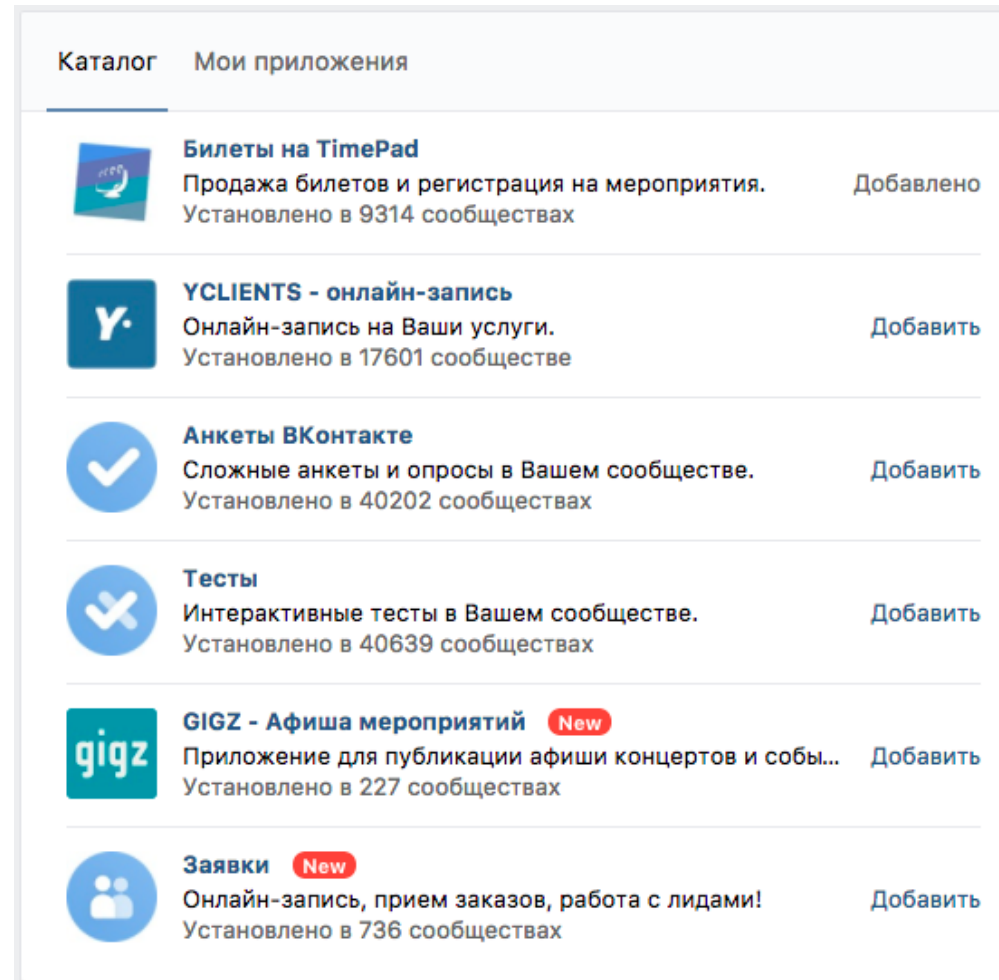 Каталог Мои приложения
Билеты на TimePad
Продажа билетов и регистрация на мероприятия. Добавлено
Установлено в 9314 сообществах
Y.
YCLIENTS - онлайн-запись
Онлайн-запись на Ваши услуги. Добавить
Установлено в 17601 сообществе
Анкеты ВКонтакте
Сложные анкеты и опросы в Вашем сообществе. Добавить
Установлено в 40202 сообществах
Тесты
Интерактивные тесты в Вашем сообществе. Добавить
Установлено в 40639 сообществах
gigz
GIGZ - Афиша мероприятий New
Приложение для публикации афиши концертов и собы... Добавить
Установлено в 227 сообществах
Заявки New
Онлайн-запись, прием заказов, работа с лидами! Добавить
Установлено в 736 сообществах